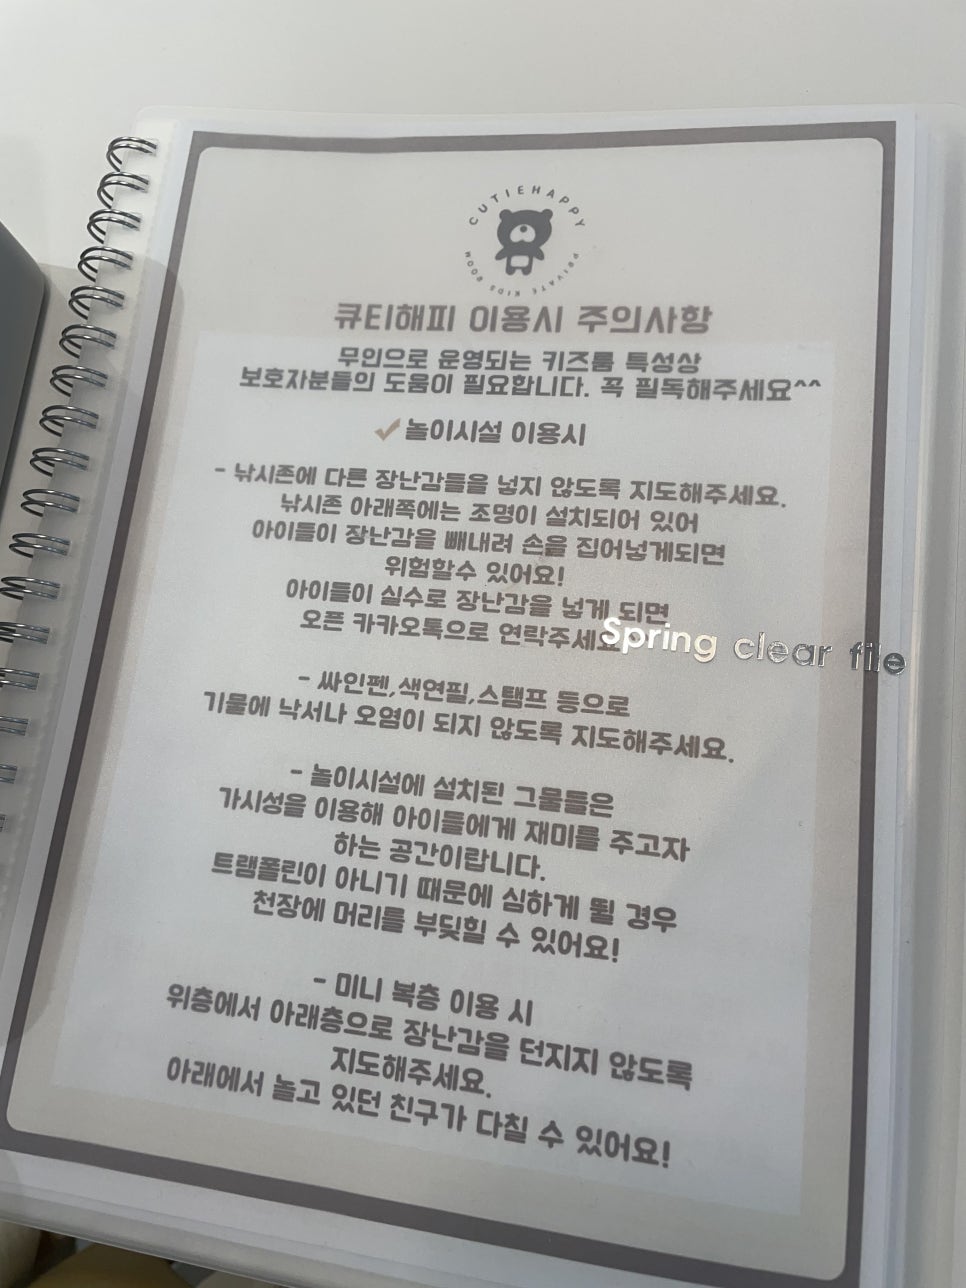 CUTIEHAPPY
PRIVATE KIDS ROOM
큐티해피 이용시 주의사항
무인으로 운영되는 키즈룸 특성상
보호자분들의 도움이 필요합니다. 꼭 필독해주세요^^
✓놀이시설 이용시
- 낚시존에 다른 장난감들을 넣지 않도록 지도해주세요.
낚시존 아래쪽에는 조명이 설치되어 있어
아이들이 장난감을 빼내려 손을 집어넣게되면
위험할수 있어요!
아이들이 실수로 장난감을 넣게 되면
오픈 카카오톡으로 연락주세요
Spring clear file
- 싸인펜,색연필,스탬프 등으로
기물에 낙서나 오염이 되지 않도록 지도해주세요.
- 놀이시설에 설치된 그물들은
가시성을 이용해 아이들에게 재미를 주고자
하는 공간이랍니다.
트램폴린이 아니기 때문에 심하게 뛸 경우
천장에 머리를 부딪힐 수 있어요!
- 미니 복층 이용 시
위층에서 아래층으로 장난감을 던지지 않도록
지도해주세요.
아래에서 놀고 있던 친구가 다칠 수 있어요!